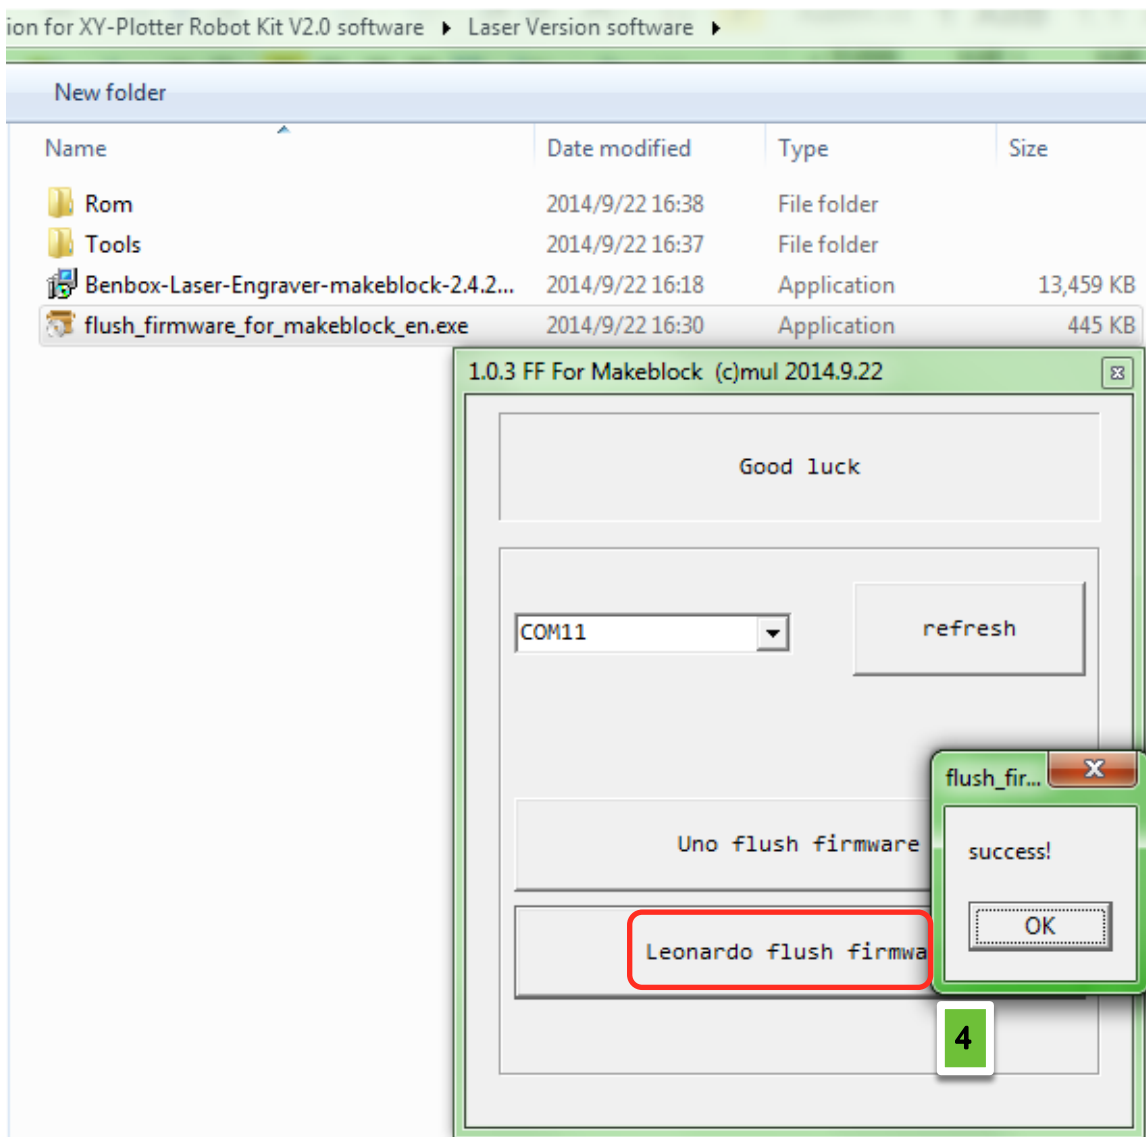 ion for XY-Plotter Robot Kit V2.0 software ▸ Laser Version software ▸
New folder
Name Date modified Type Size
Rom 2014/9/22 16:38 File folder
Tools 2014/9/22 16:37 File folder
Benbox-Laser-Engraver-makeblock-2.4.2... 2014/9/22 16:18 Application 13,459 KB
flush_firmware_for_makeblock_en.exe 2014/9/22 16:30 Application 445 KB
1.0.3 FF For Makeblock (c)mul 2014.9.22
Good luck
COM11
refresh
flush_fir...
Uno flush firmware
success!
OK
Leonardo flush firmwa
4